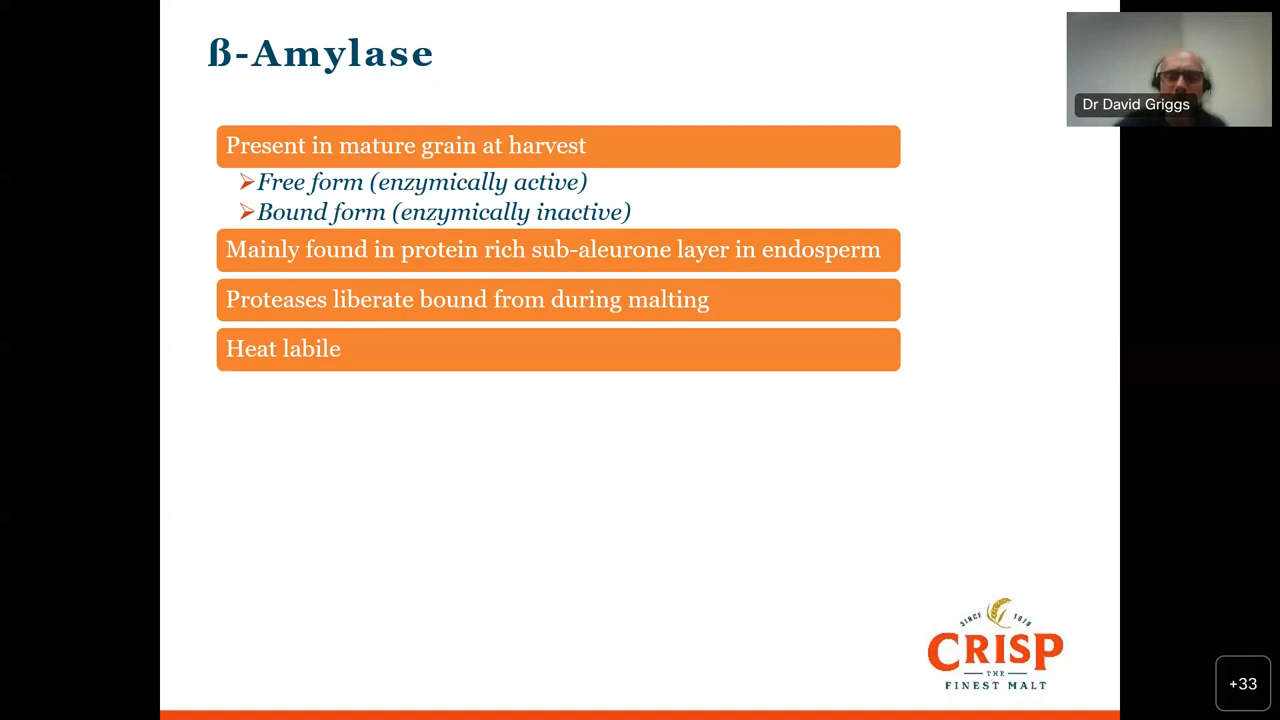 ß-Amylase
Dr David Griggs
Present in mature grain at harvest
Free form (enzymically active)
Bound form (enzymically inactive)
Mainly found in protein rich sub-aleurone layer in endosperm
Proteases liberate bound from during malting
Heat labile
SINCE 1870
CRISP
THE
FINEST MALT
+33